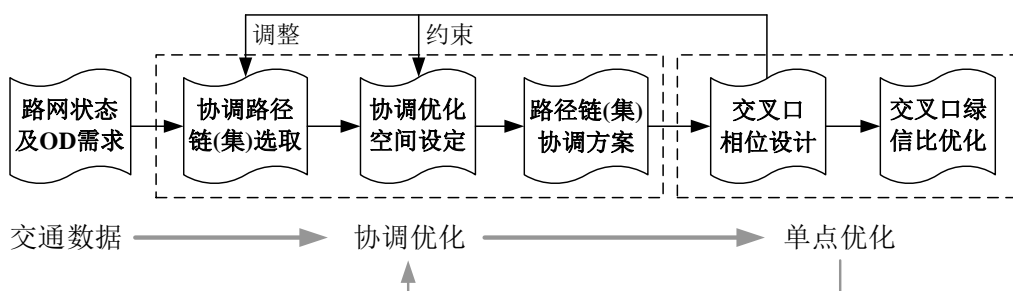 调整
约束
路网状态
及OD需求
协调路径
链(集)选取
协调优化
空间设定
路径链(集)
协调方案
交叉口
相位设计
交叉口绿
信比优化
交通数据
协调优化
单点优化